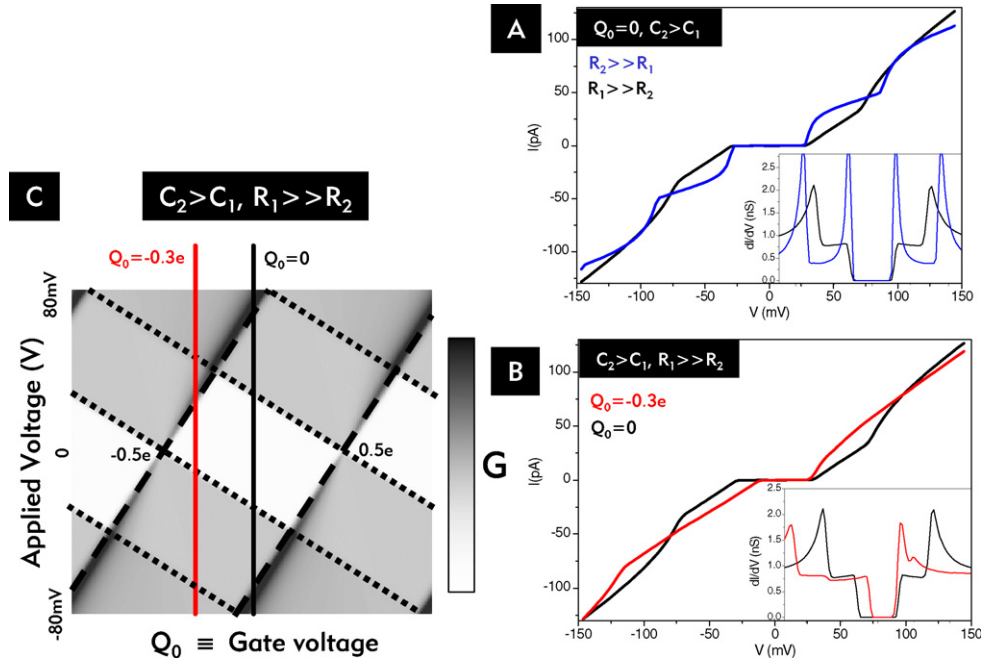 A
Q₀=0, C₂>C₁
R₂>>R₁
R₁>>R₂
I(pA)
100
50
0
-50
-100
-150
-100
-50
0
50
100
150
V (mV)
dI/dV (nS)
2.5
2.0
1.5
1.0
0.5
0.0
B
C₂>C₁, R₁>>R₂
Q₀=-0.3e
Q₀=0
I(pA)
100
50
0
-50
-100
-150
-100
-50
0
50
100
150
V (mV)
dI/dV (nS)
2.5
2.0
1.5
1.0
0.5
0.0
C
C₂>C₁, R₁>>R₂
Q₀=-0.3e
Q₀=0
80mV
0
-80mV
Applied Voltage (V)
-0.5e
0.5e
G
Q₀ ≡ Gate voltage